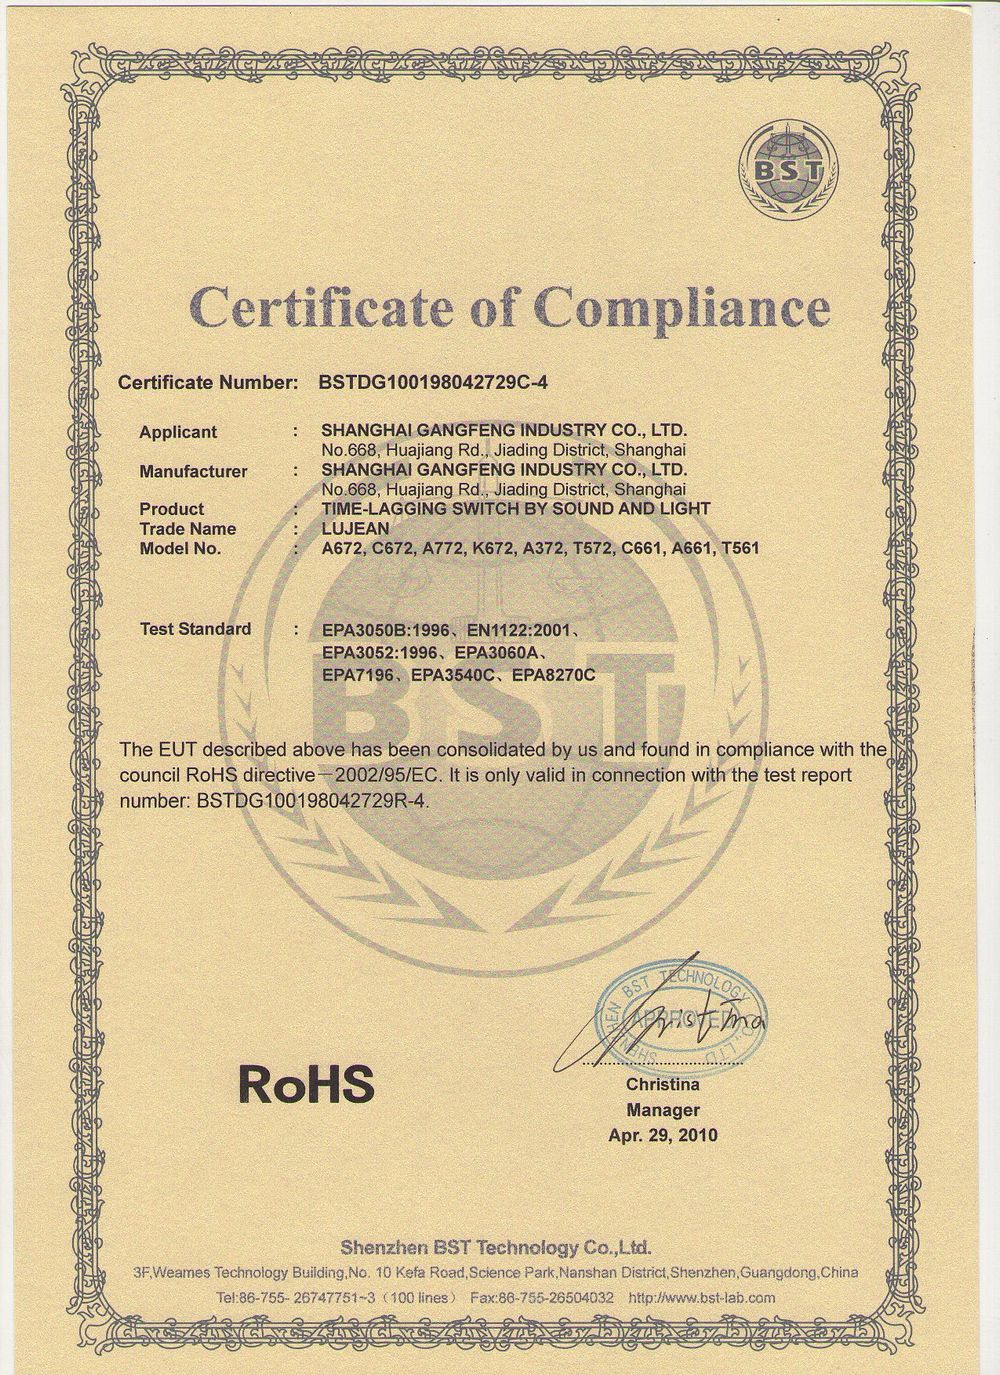 BST
Certificate of Compliance
Certificate Number: BSTDG100198042729C-4
Applicant : SHANGHAI GANGFENG INDUSTRY CO., LTD.
No.668, Huajiang Rd., Jiading District, Shanghai
Manufacturer : SHANGHAI GANGFENG INDUSTRY CO., LTD.
No.668, Huajiang Rd., Jiading District, Shanghai
Product : TIME-LAGGING SWITCH BY SOUND AND LIGHT
Trade Name : LUJEAN
Model No. : A672, C672, A772, K672, A372, T572, C661, A661, T561
Test Standard : EPA3050B:1996、EN1122:2001、
EPA3052:1996、EPA3060A、
EPA7196、EPA3540C、EPA8270C
BST
The EUT described above has been consolidated by us and found in compliance with the
council RoHS directive－2002/95/EC. It is only valid in connection with the test report
number: BSTDG100198042729R-4.
SHENZHEN BST TECHNOLOGY CO., LTD
APPROVED
Christina
RoHS
Christina
Manager
Apr. 29, 2010
Shenzhen BST Technology Co.,Ltd.
3F,Weames Technology Building,No. 10 Kefa Road,Science Park,Nanshan District,Shenzhen,Guangdong,China
Tel:86-755- 26747751~3（100 lines） Fax:86-755-26504032 http://www.bst-lab.com